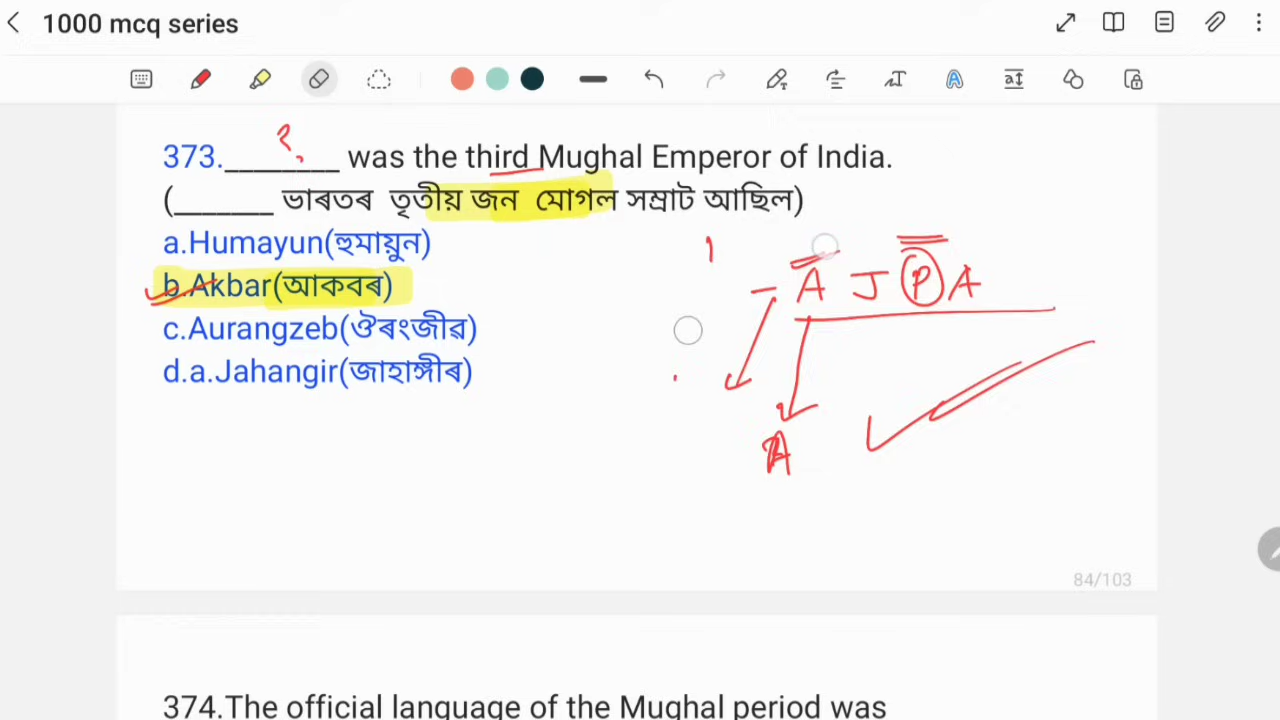 1000 mcq series
373.________ was the third Mughal Emperor of India.
?
(_______ ভাৰতৰ তৃতীয় জন মোগল সম্ৰাট আছিল)
a.Humayun(হুমায়ুন)
b.Akbar(আকবৰ)
c.Aurangzeb(ঔৰংজীৱ)
d.a.Jahangir(জাহাঙ্গীৰ)
A J P A
A
84/103
374.The official language of the Mughal period was